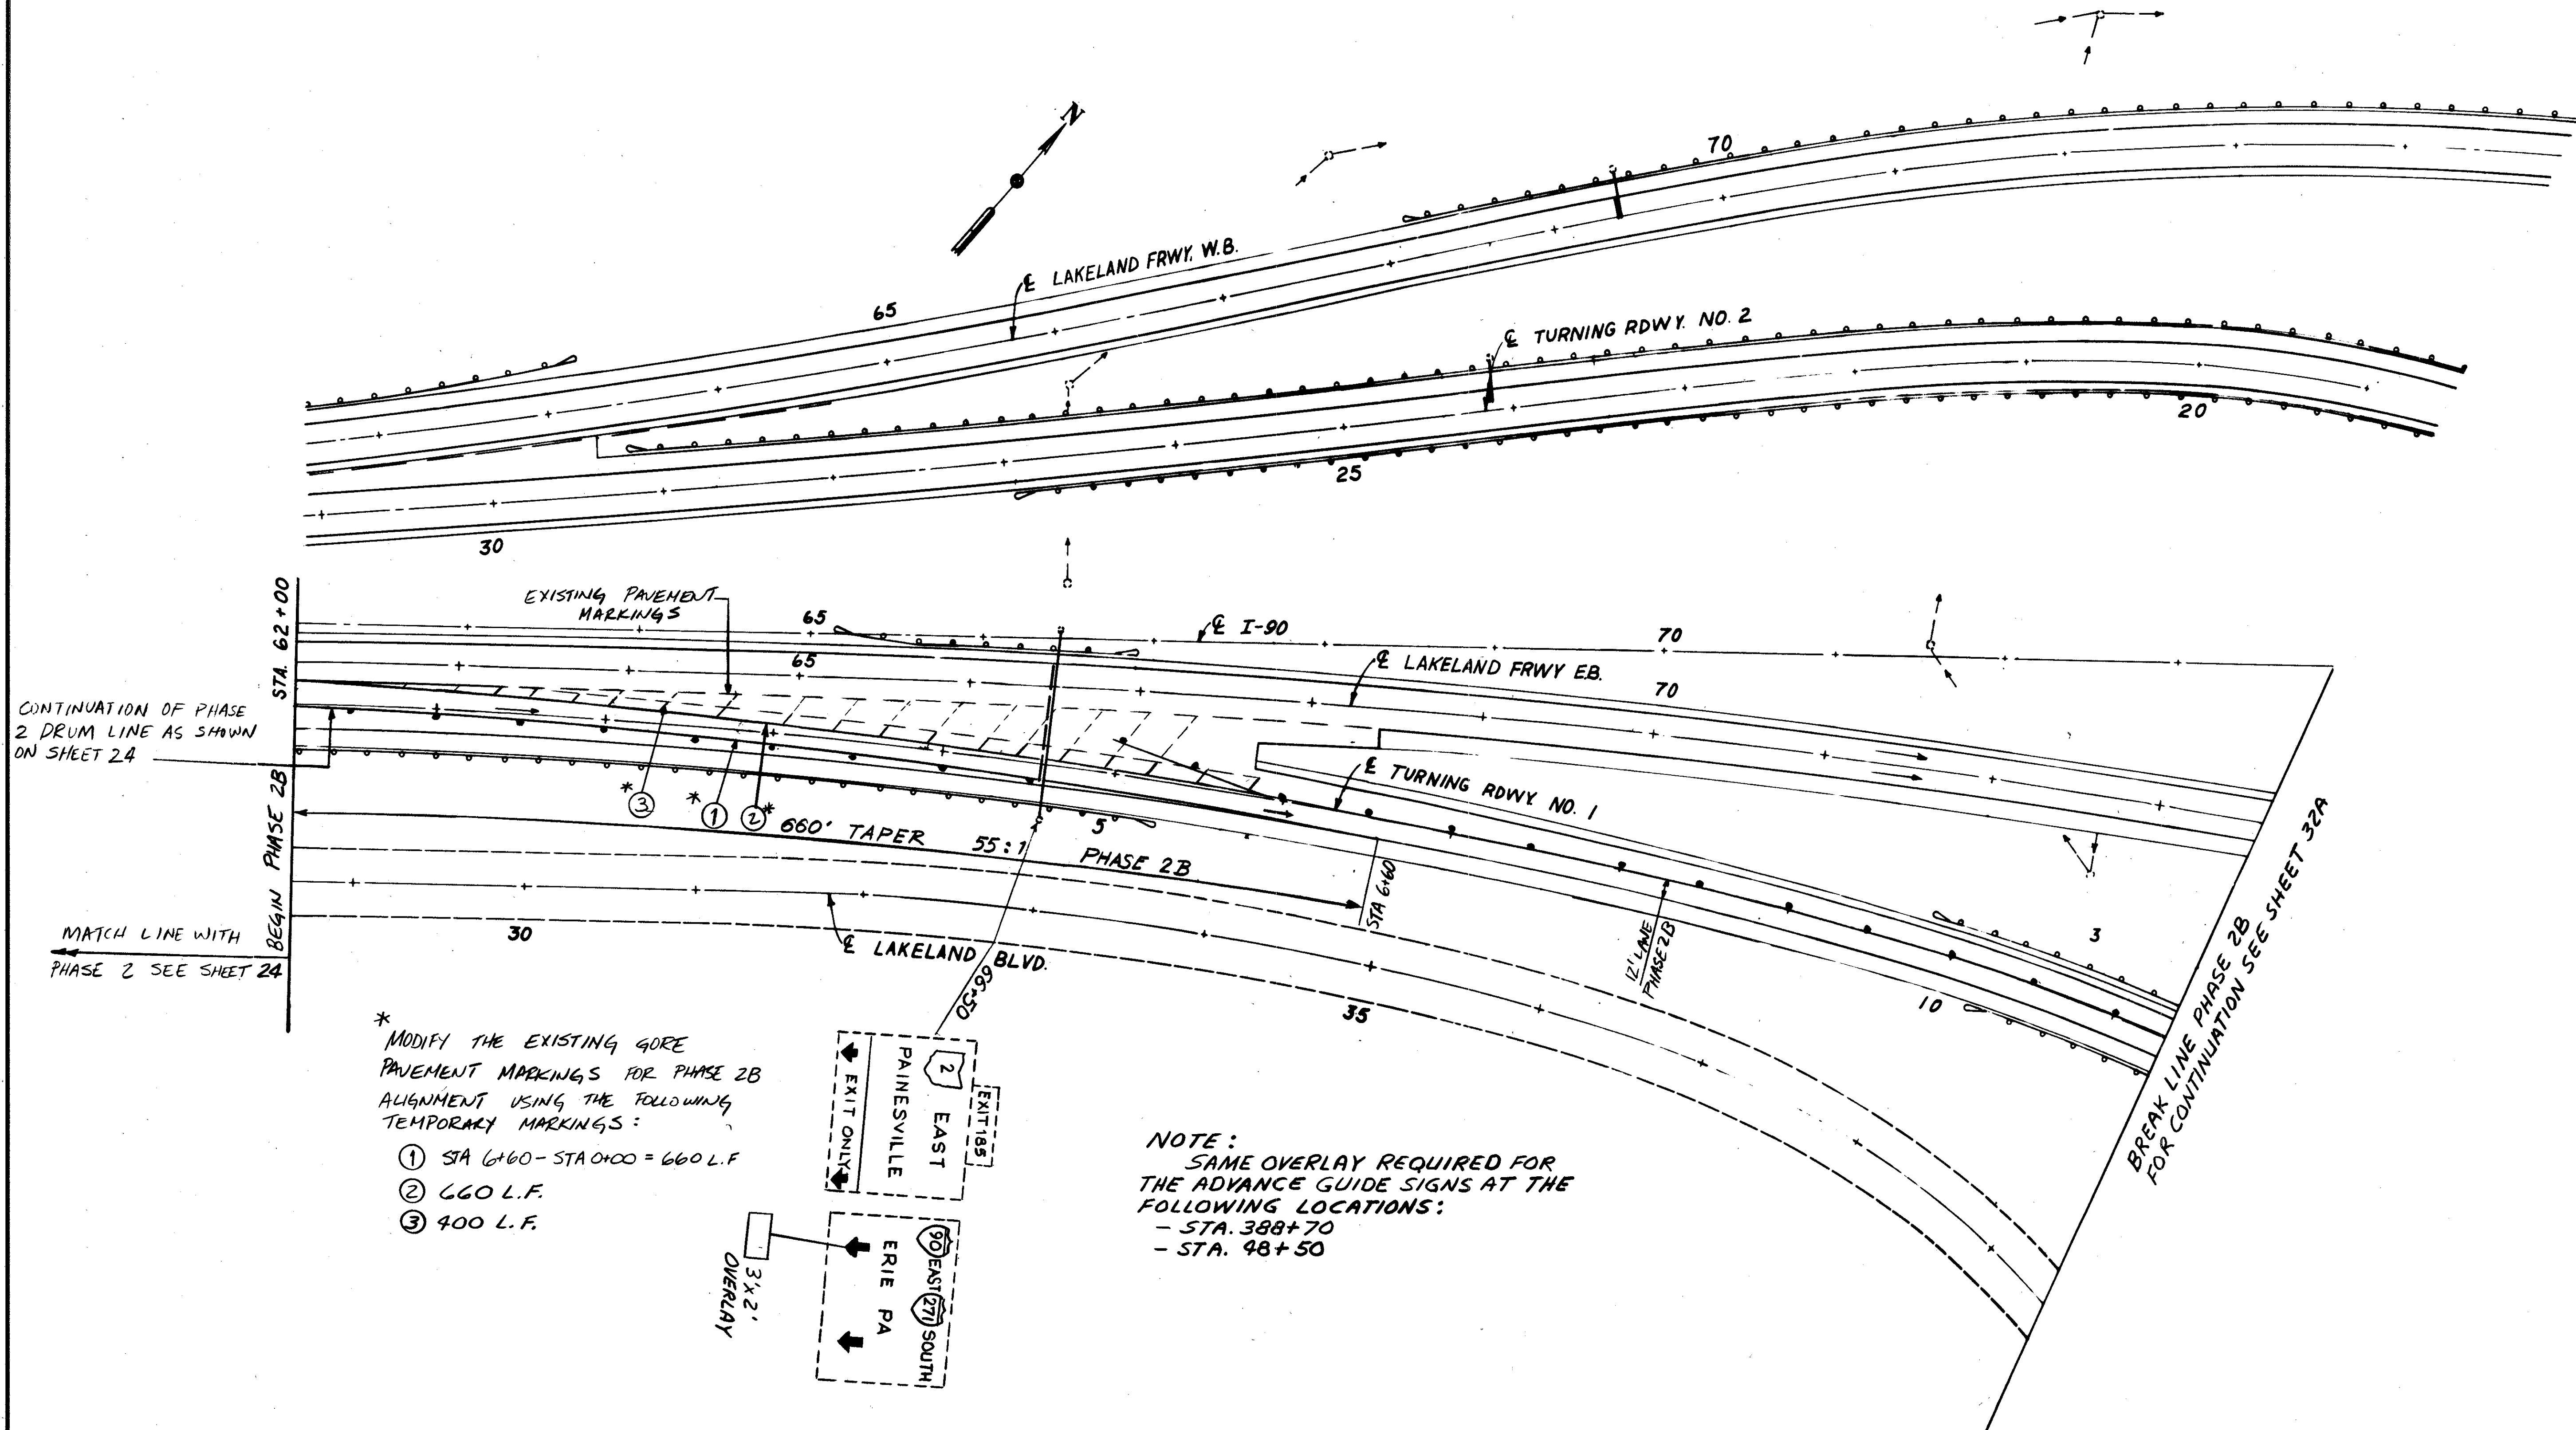 N
70
℄ LAKELAND FRWY. W.B.
65
℄ TURNING RDWY. NO. 2
20
25
30
STA. 62+00
BEGIN PHASE 2B
EXISTING PAVEMENT
MARKINGS
65
℄ I-90
70
65
℄ LAKELAND FRWY E.B.
70
CONTINUATION OF PHASE
2 DRUM LINE AS SHOWN
ON SHEET 24
℄ TURNING RDWY. NO. 1
* 3
* 1
2 *
660' TAPER 55:1 PHASE 2B
5
STA 6+60
12' LANE
PHASE 2B
3
10
30
℄ LAKELAND BLVD.
35
66+50
MATCH LINE WITH
PHASE 2 SEE SHEET 24
BREAK LINE PHASE 2B
FOR CONTINUATION SEE SHEET 32A
*
MODIFY THE EXISTING GORE
PAVEMENT MARKINGS FOR PHASE 2B
ALIGNMENT USING THE FOLLOWING
TEMPORARY MARKINGS:
1 STA 6+60 - STA 0+00 = 660 L.F
2 660 L.F.
3 400 L.F.
EXIT 185
2 EAST
PAINESVILLE
EXIT ONLY
90 EAST 271 SOUTH
ERIE PA
3'x2'
OVERLAY
NOTE:
SAME OVERLAY REQUIRED FOR
THE ADVANCE GUIDE SIGNS AT THE
FOLLOWING LOCATIONS:
- STA. 388+70
- STA. 48+50